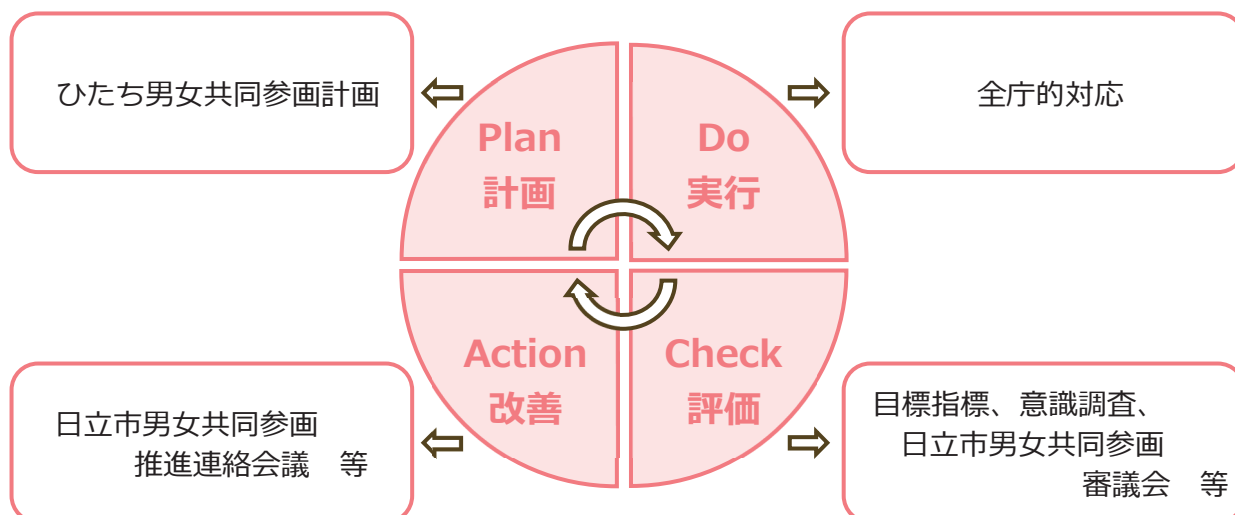 ひたち男女共同参画計画
Plan
計画
Do
実行
全庁的対応
日立市男女共同参画
推進連絡会議　等
Action
改善
Check
評価
目標指標、意識調査、
日立市男女共同参画
審議会　等